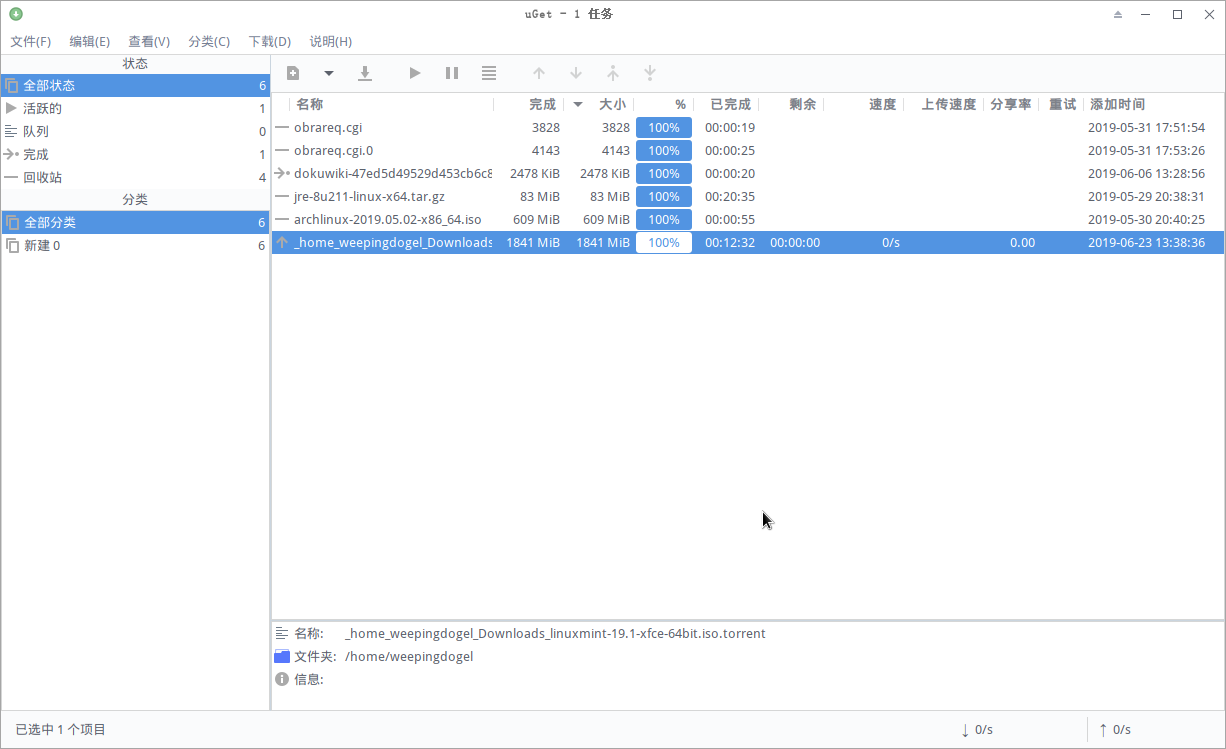 uGet - 1 任务
文件(F) 编辑(E) 查看(V) 分类(C) 下载(D) 说明(H)
状态
全部状态 6
活跃的 1
队列 0
完成 1
回收站 4
分类
全部分类 6
新建 0 6
名称 完成 大小 % 已完成 剩余 速度 上传速度 分享率 重试 添加时间
obrareq.cgi 3828 3828 100% 00:00:19 2019-05-31 17:51:54
obrareq.cgi.0 4143 4143 100% 00:00:25 2019-05-31 17:53:26
dokuwiki-47ed5d49529d453cb6c8 2478 KiB 2478 KiB 100% 00:00:20 2019-06-06 13:28:56
jre-8u211-linux-x64.tar.gz 83 MiB 83 MiB 100% 00:20:35 2019-05-29 20:38:31
archlinux-2019.05.02-x86_64.iso 609 MiB 609 MiB 100% 00:00:55 2019-05-30 20:40:25
_home_weepingdogel_Downloads 1841 MiB 1841 MiB 100% 00:12:32 00:00:00 0/s 0.00 2019-06-23 13:38:36
名称: _home_weepingdogel_Downloads_linuxmint-19.1-xfce-64bit.iso.torrent
文件夹: /home/weepingdogel
信息:
已选中 1 个项目 ↓ 0/s ↑ 0/s